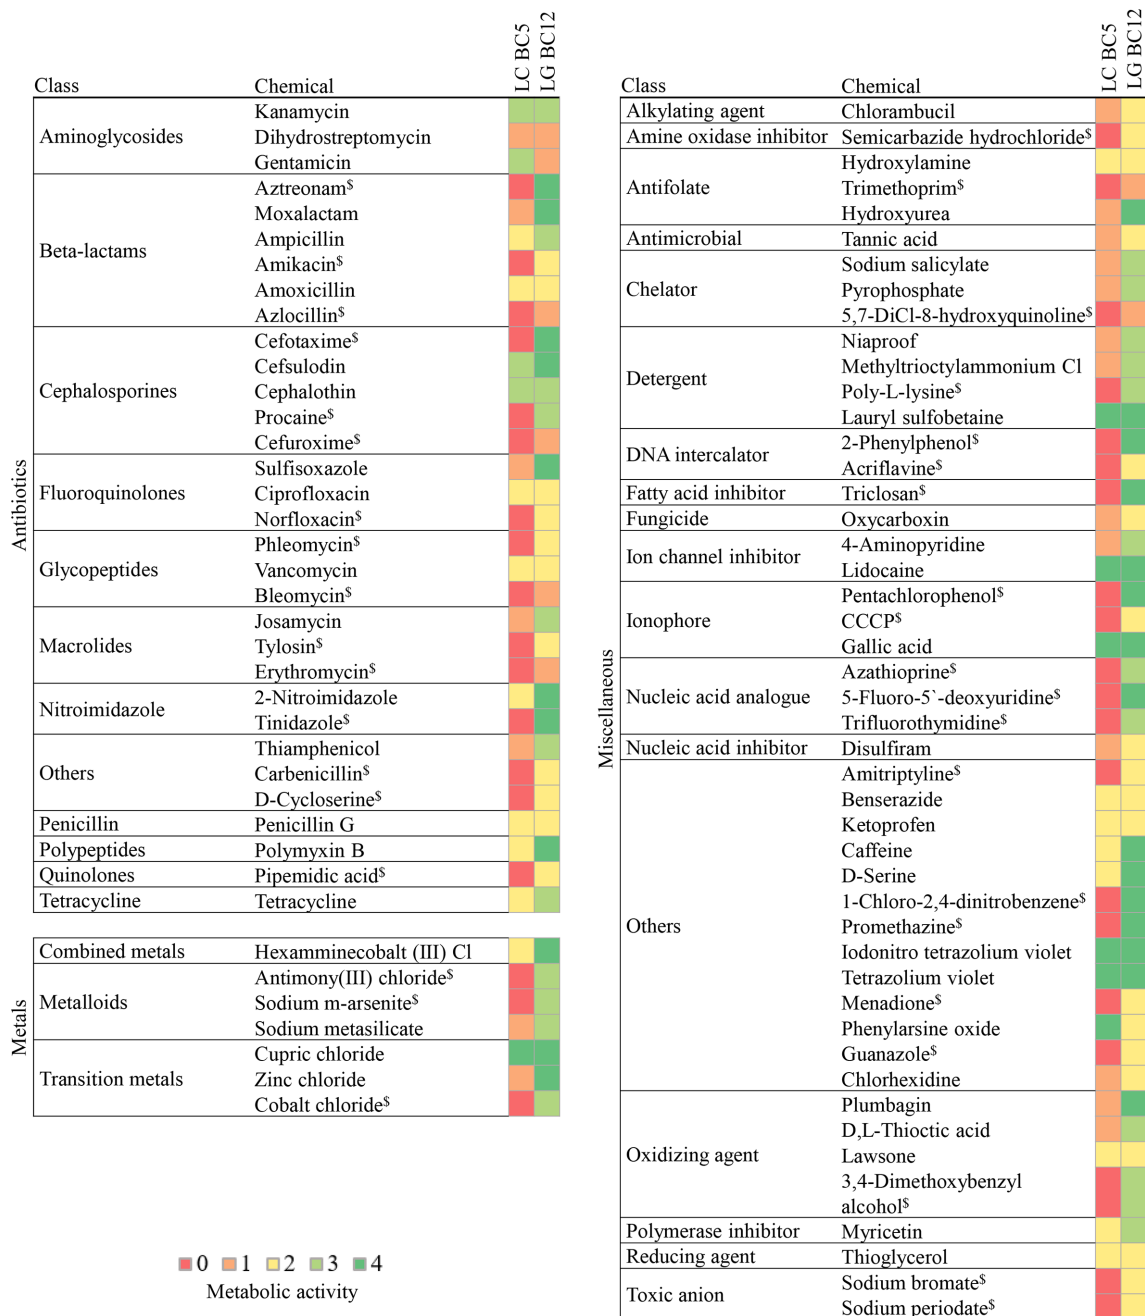 LC BC5 LG BC12
Class Chemical
Antibiotics
Aminoglycosides
Kanamycin
Dihydrostreptomycin
Gentamicin
Beta-lactams
Aztreonam$
Moxalactam
Ampicillin
Amikacin$
Amoxicillin
Azlocillin$
Cephalosporines
Cefotaxime$
Cefsulodin
Cephalothin
Procaine$
Cefuroxime$
Fluoroquinolones
Sulfisoxazole
Ciprofloxacin
Norfloxacin$
Glycopeptides
Phleomycin$
Vancomycin
Bleomycin$
Macrolides
Josamycin
Tylosin$
Erythromycin$
Nitroimidazole
2-Nitroimidazole
Tinidazole$
Others
Thiamphenicol
Carbenicillin$
D-Cycloserine$
Penicillin Penicillin G
Polypeptides Polymyxin B
Quinolones Pipemidic acid$
Tetracycline Tetracycline
Metals
Combined metals Hexamminecobalt (III) Cl
Metalloids
Antimony(III) chloride$
Sodium m-arsenite$
Sodium metasilicate
Transition metals
Cupric chloride
Zinc chloride
Cobalt chloride$
0 1 2 3 4
Metabolic activity
LC BC5 LG BC12
Class Chemical
Miscellaneous
Alkylating agent Chlorambucil
Amine oxidase inhibitor Semicarbazide hydrochloride$
Antifolate
Hydroxylamine
Trimethoprim$
Hydroxyurea
Antimicrobial Tannic acid
Chelator
Sodium salicylate
Pyrophosphate
5,7-DiCl-8-hydroxyquinoline$
Detergent
Niaproof
Methyltrioctylammonium Cl
Poly-L-lysine$
Lauryl sulfobetaine
DNA intercalator
2-Phenylphenol$
Acriflavine$
Fatty acid inhibitor Triclosan$
Fungicide Oxycarboxin
Ion channel inhibitor
4-Aminopyridine
Lidocaine
Ionophore
Pentachlorophenol$
CCCP$
Gallic acid
Nucleic acid analogue
Azathioprine$
5-Fluoro-5`-deoxyuridine$
Trifluorothymidine$
Nucleic acid inhibitor Disulfiram
Others
Amitriptyline$
Benserazide
Ketoprofen
Caffeine
D-Serine
1-Chloro-2,4-dinitrobenzene$
Promethazine$
Iodonitro tetrazolium violet
Tetrazolium violet
Menadione$
Phenylarsine oxide
Guanazole$
Chlorhexidine
Oxidizing agent
Plumbagin
D,L-Thioctic acid
Lawsone
3,4-Dimethoxybenzyl
alcohol$
Polymerase inhibitor Myricetin
Reducing agent Thioglycerol
Toxic anion
Sodium bromate$
Sodium periodate$